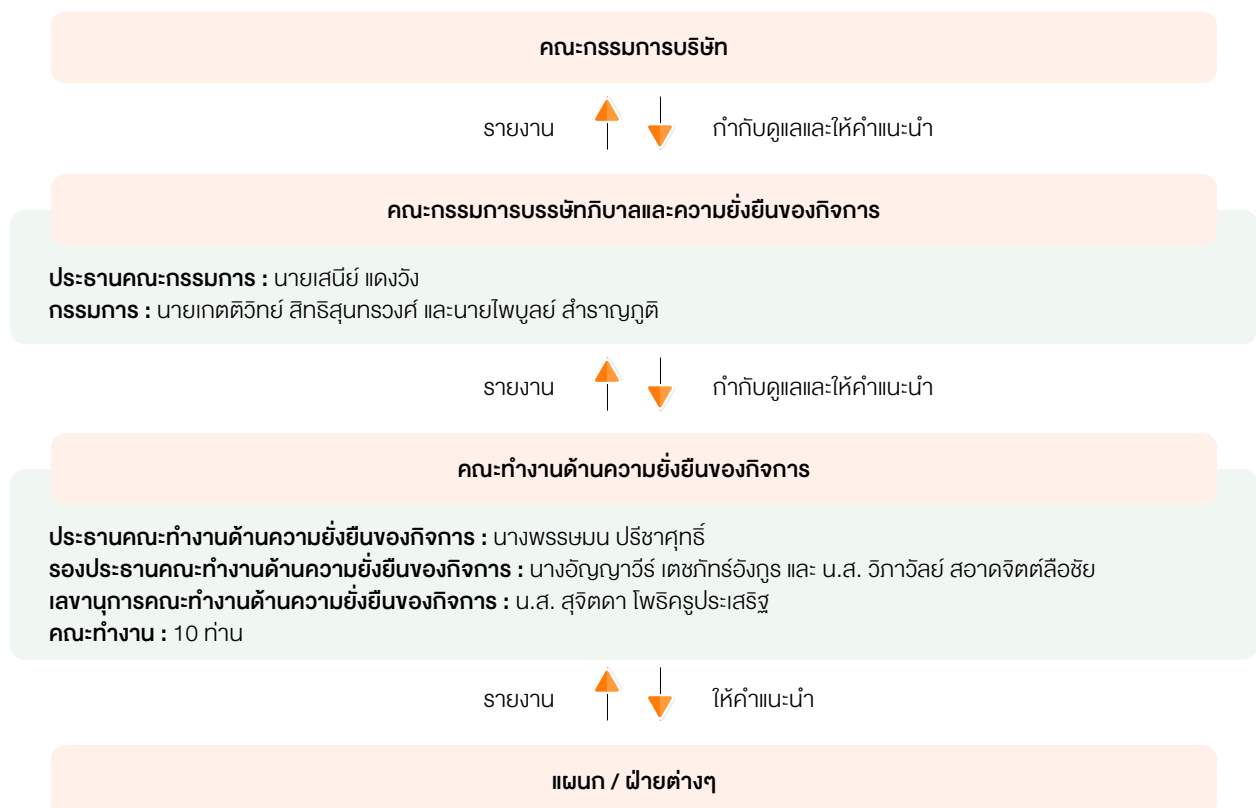 คณะกรรมการบริษัท
รายงาน กำกับดูแลและให้คำแนะนำ
คณะกรรมการบรรษัทภิบาลและความยั่งยืนของกิจการ
ประธานคณะกรรมการ : นายเสนีย์ แดงวัง
กรรมการ : นายเกตติวิทย์ สิทธิสุนทรวงศ์ และนายไพบูลย์ สำราญภูติ
รายงาน กำกับดูแลและให้คำแนะนำ
คณะทำงานด้านความยั่งยืนของกิจการ
ประธานคณะทำงานด้านความยั่งยืนของกิจการ : นางพรรษมน ปรีชาศุทธิ์
รองประธานคณะทำงานด้านความยั่งยืนของกิจการ : นางอัญญาวีร์ เตชภัทร์อังกูร และ น.ส. วิภาวัลย์ สอาดจิตต์ลือชัย
เลขานุการคณะทำงานด้านความยั่งยืนของกิจการ : น.ส. สุจิตดา โพธิครูประเสริฐ
คณะทำงาน : 10 ท่าน
รายงาน ให้คำแนะนำ
แผนก / ฝ่ายต่างๆ